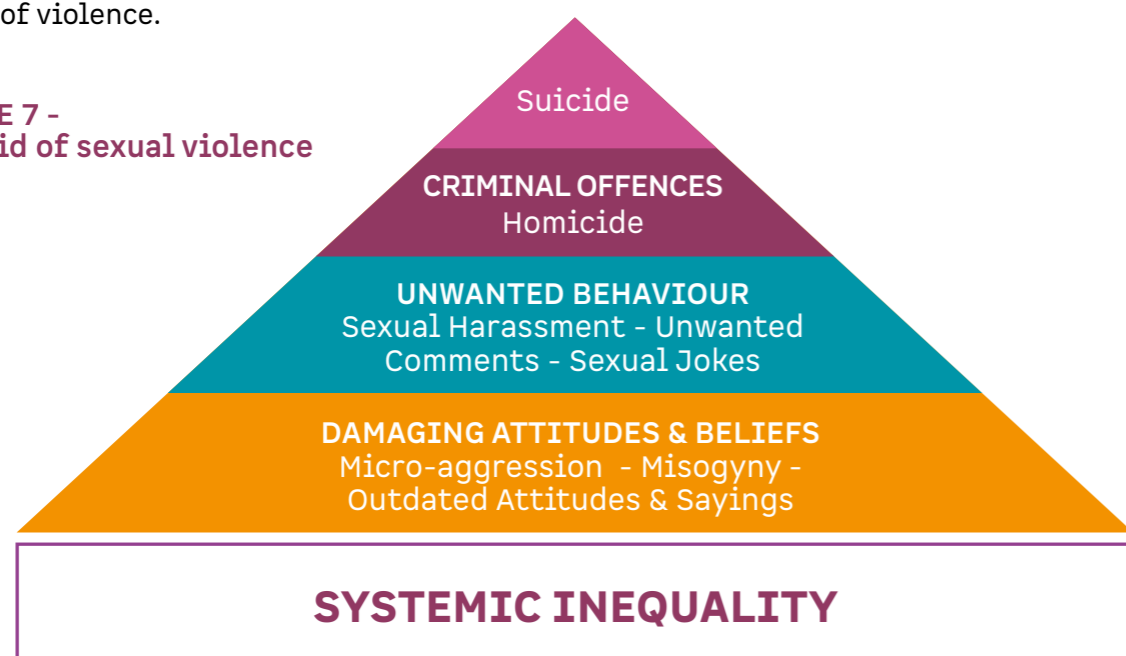 of violence.
E 7 -
id of sexual violence
Suicide
CRIMINAL OFFENCES
Homicide
UNWANTED BEHAVIOUR
Sexual Harassment - Unwanted
Comments - Sexual Jokes
DAMAGING ATTITUDES & BELIEFS
Micro-aggression - Misogyny -
Outdated Attitudes & Sayings
SYSTEMIC INEQUALITY